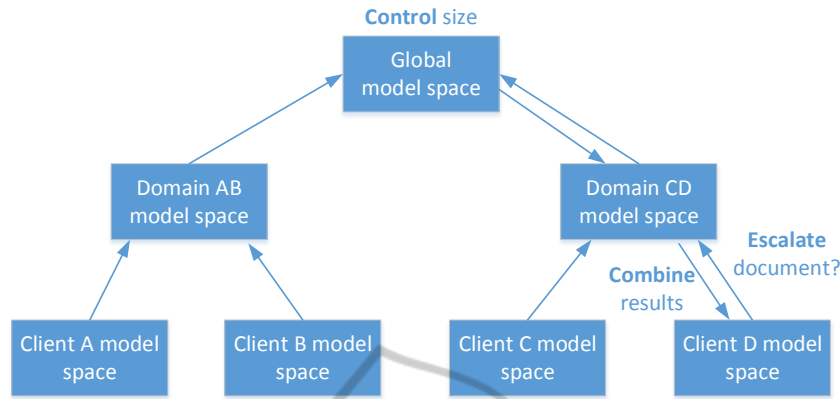 Control size
Global
model space
Domain AB
model space
Domain CD
model space
Escalate
document?
Combine
results
Client A model
space
Client B model
space
Client C model
space
Client D model
space